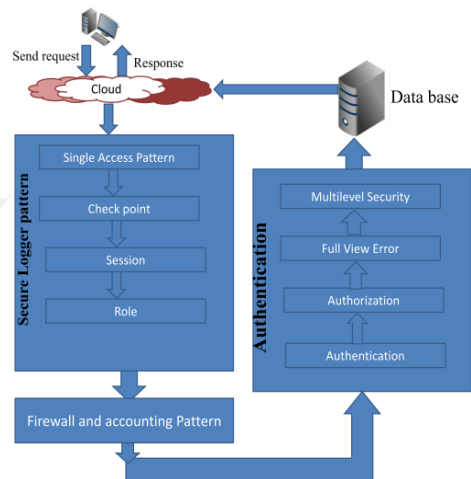 Send request
Response
Cloud
Data base
Secure Logger pattern
Single Access Pattern
Check point
Session
Role
Firewall and accounting Pattern
Authentication
Multilevel Security
Full View Error
Authorization
Authentication